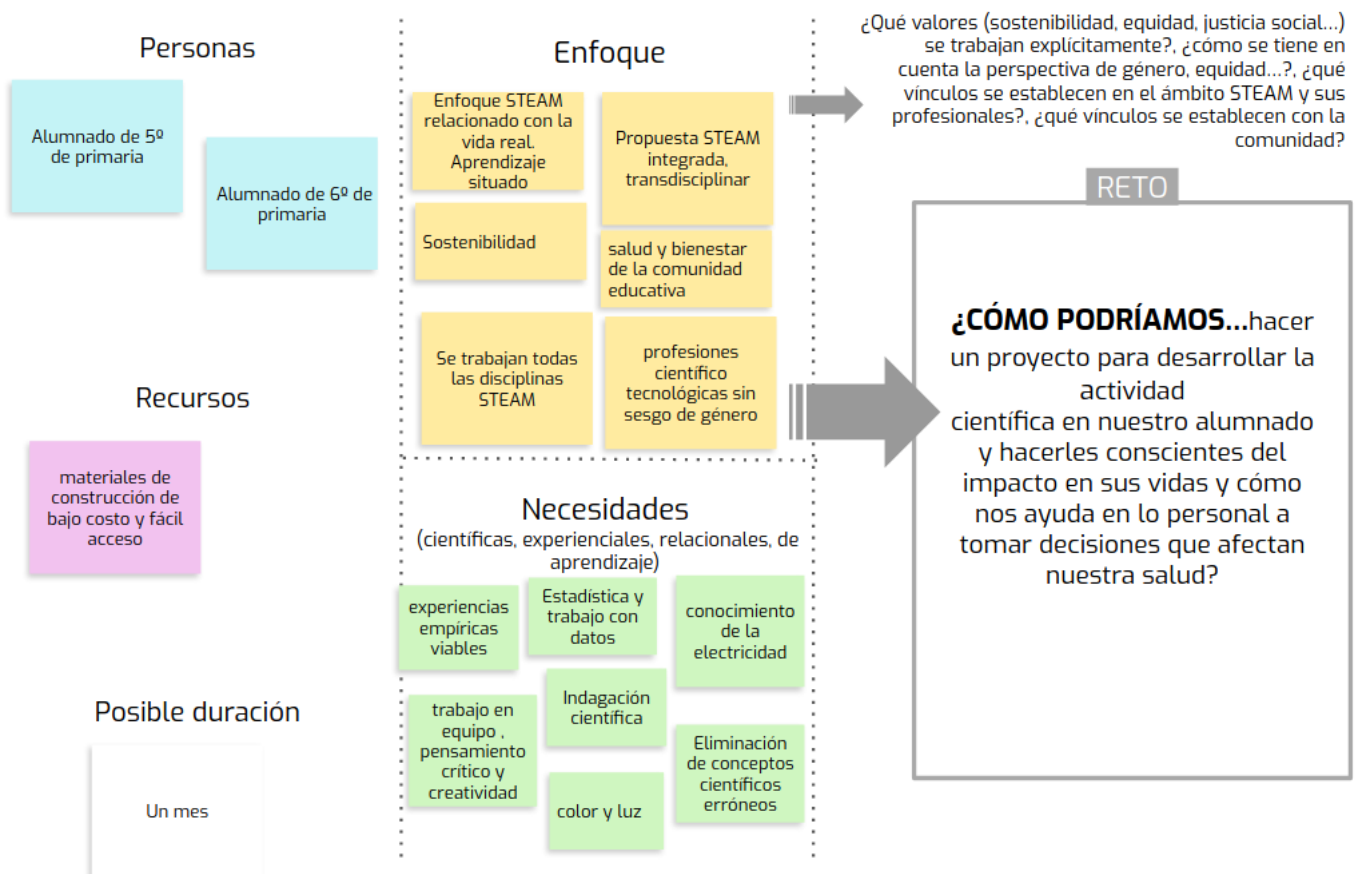 Personas
Alumnado de 5º
de primaria
Alumnado de 6º de
primaria
Recursos
materiales de
construcción de
bajo costo y fácil
acceso
Posible duración
Un mes
Enfoque
Enfoque STEAM
relacionado con la
vida real.
Aprendizaje
situado
Propuesta STEAM
integrada,
transdisciplinar
Sostenibilidad
salud y bienestar
de la comunidad
educativa
Se trabajan todas
las disciplinas
STEAM
profesiones
científico
tecnológicas sin
sesgo de género
Necesidades
(científicas, experienciales, relacionales, de
aprendizaje)
experiencias
empíricas
viables
Estadística y
trabajo con
datos
conocimiento
de la
electricidad
trabajo en
equipo ,
pensamiento
crítico y
creatividad
Indagación
científica
color y luz
Eliminación
de conceptos
científicos
erróneos
¿Qué valores (sostenibilidad, equidad, justicia social...)
se trabajan explícitamente?, ¿cómo se tiene en
cuenta la perspectiva de género, equidad...?, ¿qué
vínculos se establecen en el ámbito STEAM y sus
profesionales?, ¿qué vínculos se establecen con la
comunidad?
RETO
¿CÓMO PODRÍAMOS...hacer
un proyecto para desarrollar la
actividad
científica en nuestro alumnado
y hacerles conscientes del
impacto en sus vidas y cómo
nos ayuda en lo personal a
tomar decisiones que afectan
nuestra salud?